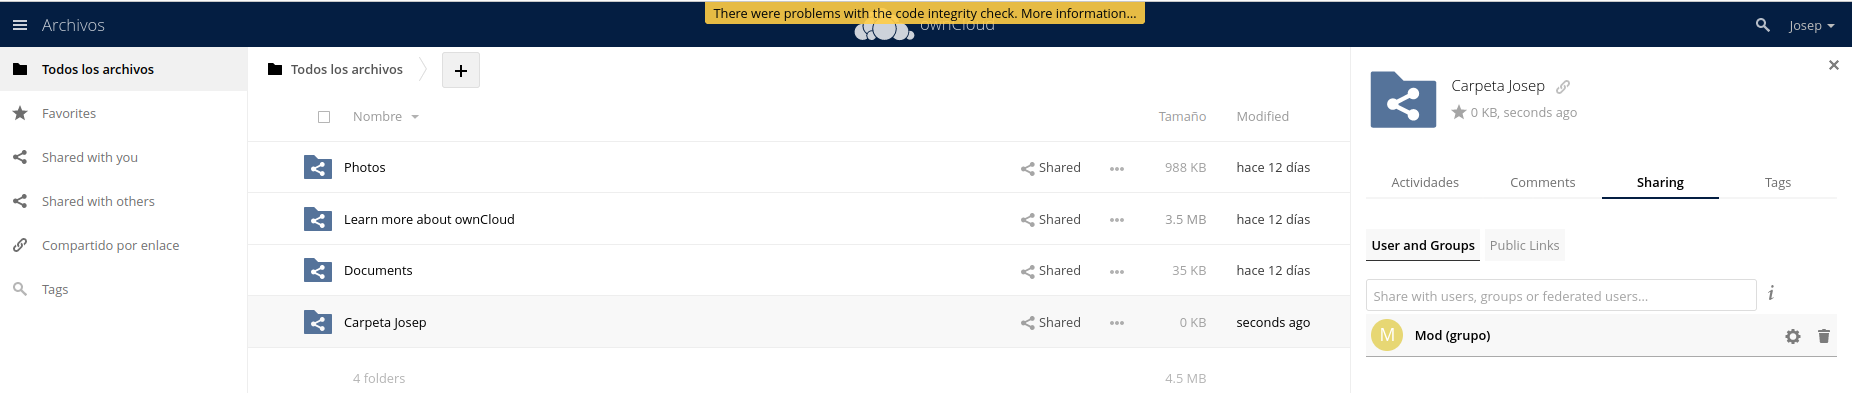 There were problems with the code integrity check. More information...
Archivos
ownCloud
Josep
Todos los archivos
Favorites
Shared with you
Shared with others
Compartido por enlace
Tags
Todos los archivos
+
Nombre Tamaño Modified
Photos Shared ••• 988 KB hace 12 días
Learn more about ownCloud Shared ••• 3.5 MB hace 12 días
Documents Shared ••• 35 KB hace 12 días
Carpeta Josep Shared ••• 0 KB seconds ago
4 folders 4.5 MB
Carpeta Josep
0 KB, seconds ago
Actividades Comments Sharing Tags
User and Groups Public Links
Share with users, groups or federated users...
i
M Mod (grupo)